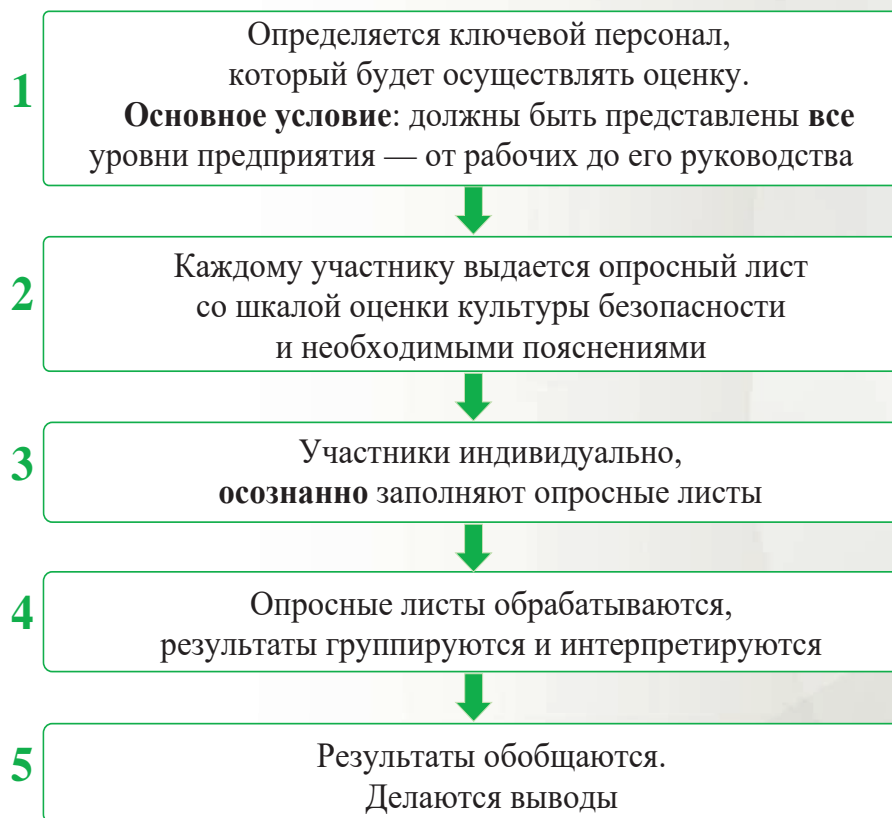 1
Определяется ключевой персонал,
который будет осуществлять оценку.
Основное условие: должны быть представлены все
уровни предприятия — от рабочих до его руководства
2
Каждому участнику выдается опросный лист
со шкалой оценки культуры безопасности
и необходимыми пояснениями
3
Участники индивидуально,
осознанно заполняют опросные листы
4
Опросные листы обрабатываются,
результаты группируются и интерпретируются
5
Результаты обобщаются.
Делаются выводы